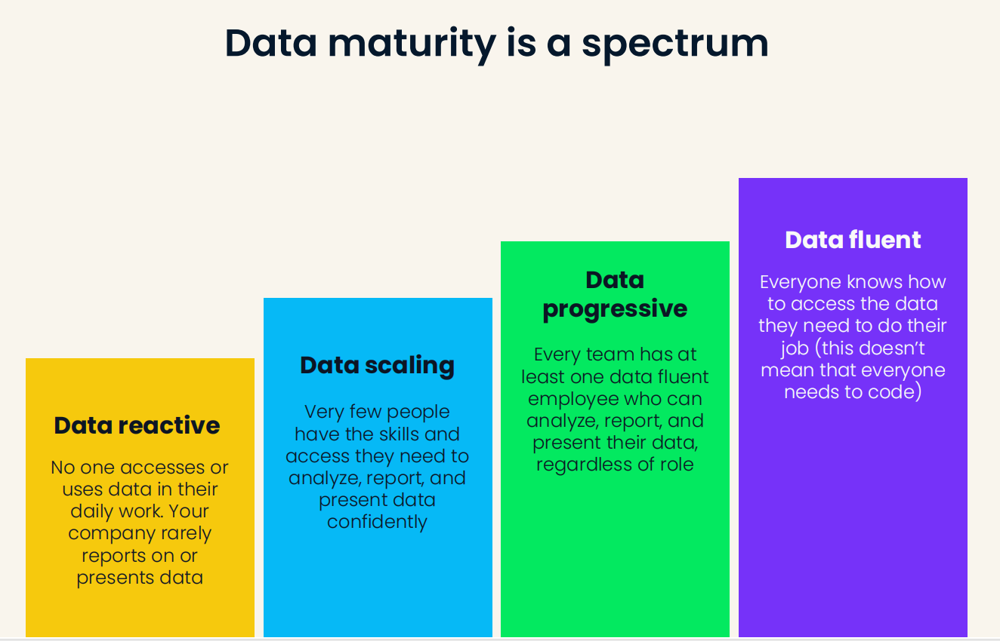 Data maturity is a spectrum
Data reactive
No one accesses or
uses data in their
daily work. Your
company rarely
reports on or
presents data
Data scaling
Very few people
have the skills and
access they need to
analyze, report, and
present data
confidently
Data
progressive
Every team has at
least one data fluent
employee who can
analyze, report, and
present their data,
regardless of role
Data fluent
Everyone knows how
to access the data
they need to do their
job (this doesn’t
mean that everyone
needs to code)